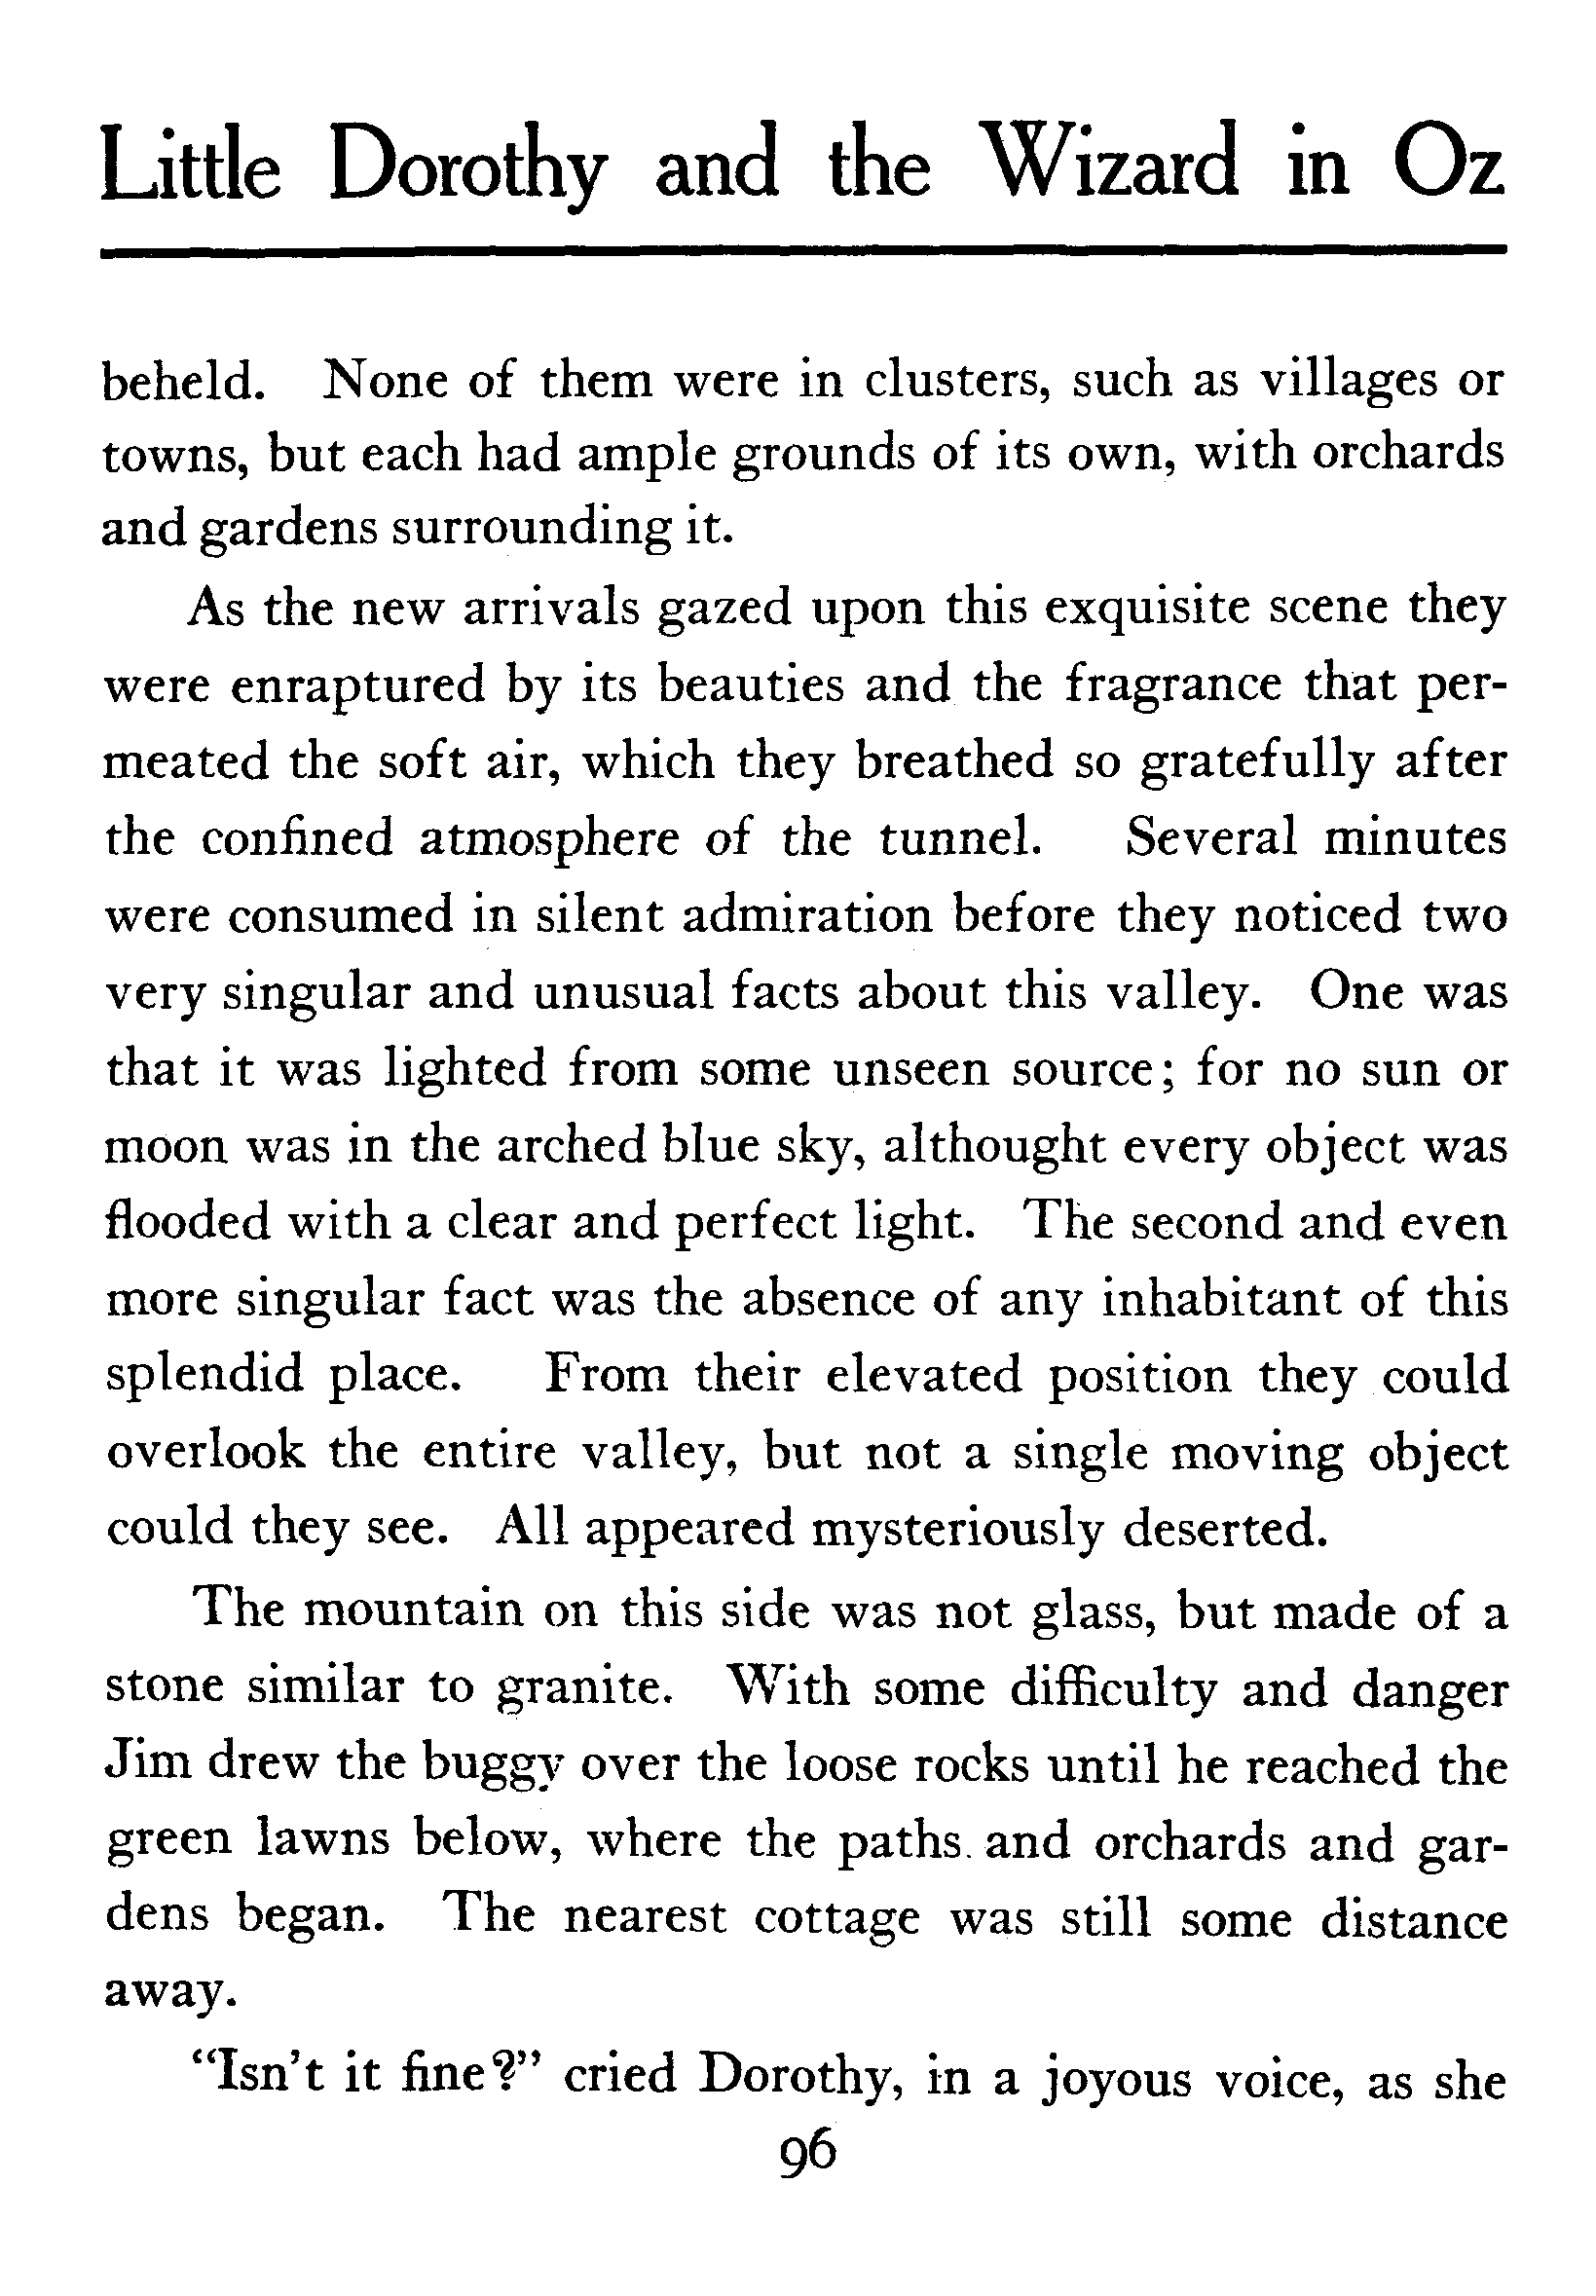 Little Dorothy and the Wizard in Oz
beheld. None of them were in clusters, such as villages or
towns, but each had ample grounds of its own, with orchards
and gardens surrounding it.
As the new arrivals gazed upon this exquisite scene they
were enraptured by its beauties and the fragrance that per-
meated the soft air, which they breathed so gratefully after
the confined atmosphere of the tunnel. Several minutes
were consumed in silent admiration before they noticed two
very singular and unusual facts about this valley. One was
that it was lighted from some unseen source; for no sun or
moon was in the arched blue sky, althought every object was
flooded with a clear and perfect light. The second and even
more singular fact was the absence of any inhabitant of this
splendid place. From their elevated position they could
overlook the entire valley, but not a single moving object
could they see. All appeared mysteriously deserted.
The mountain on this side was not glass, but made of a
stone similar to granite. With some difficulty and danger
Jim drew the buggy over the loose rocks until he reached the
green lawns below, where the paths and orchards and gar-
dens began. The nearest cottage was still some distance
away.
"Isn't it fine?" cried Dorothy, in a joyous voice, as she
96